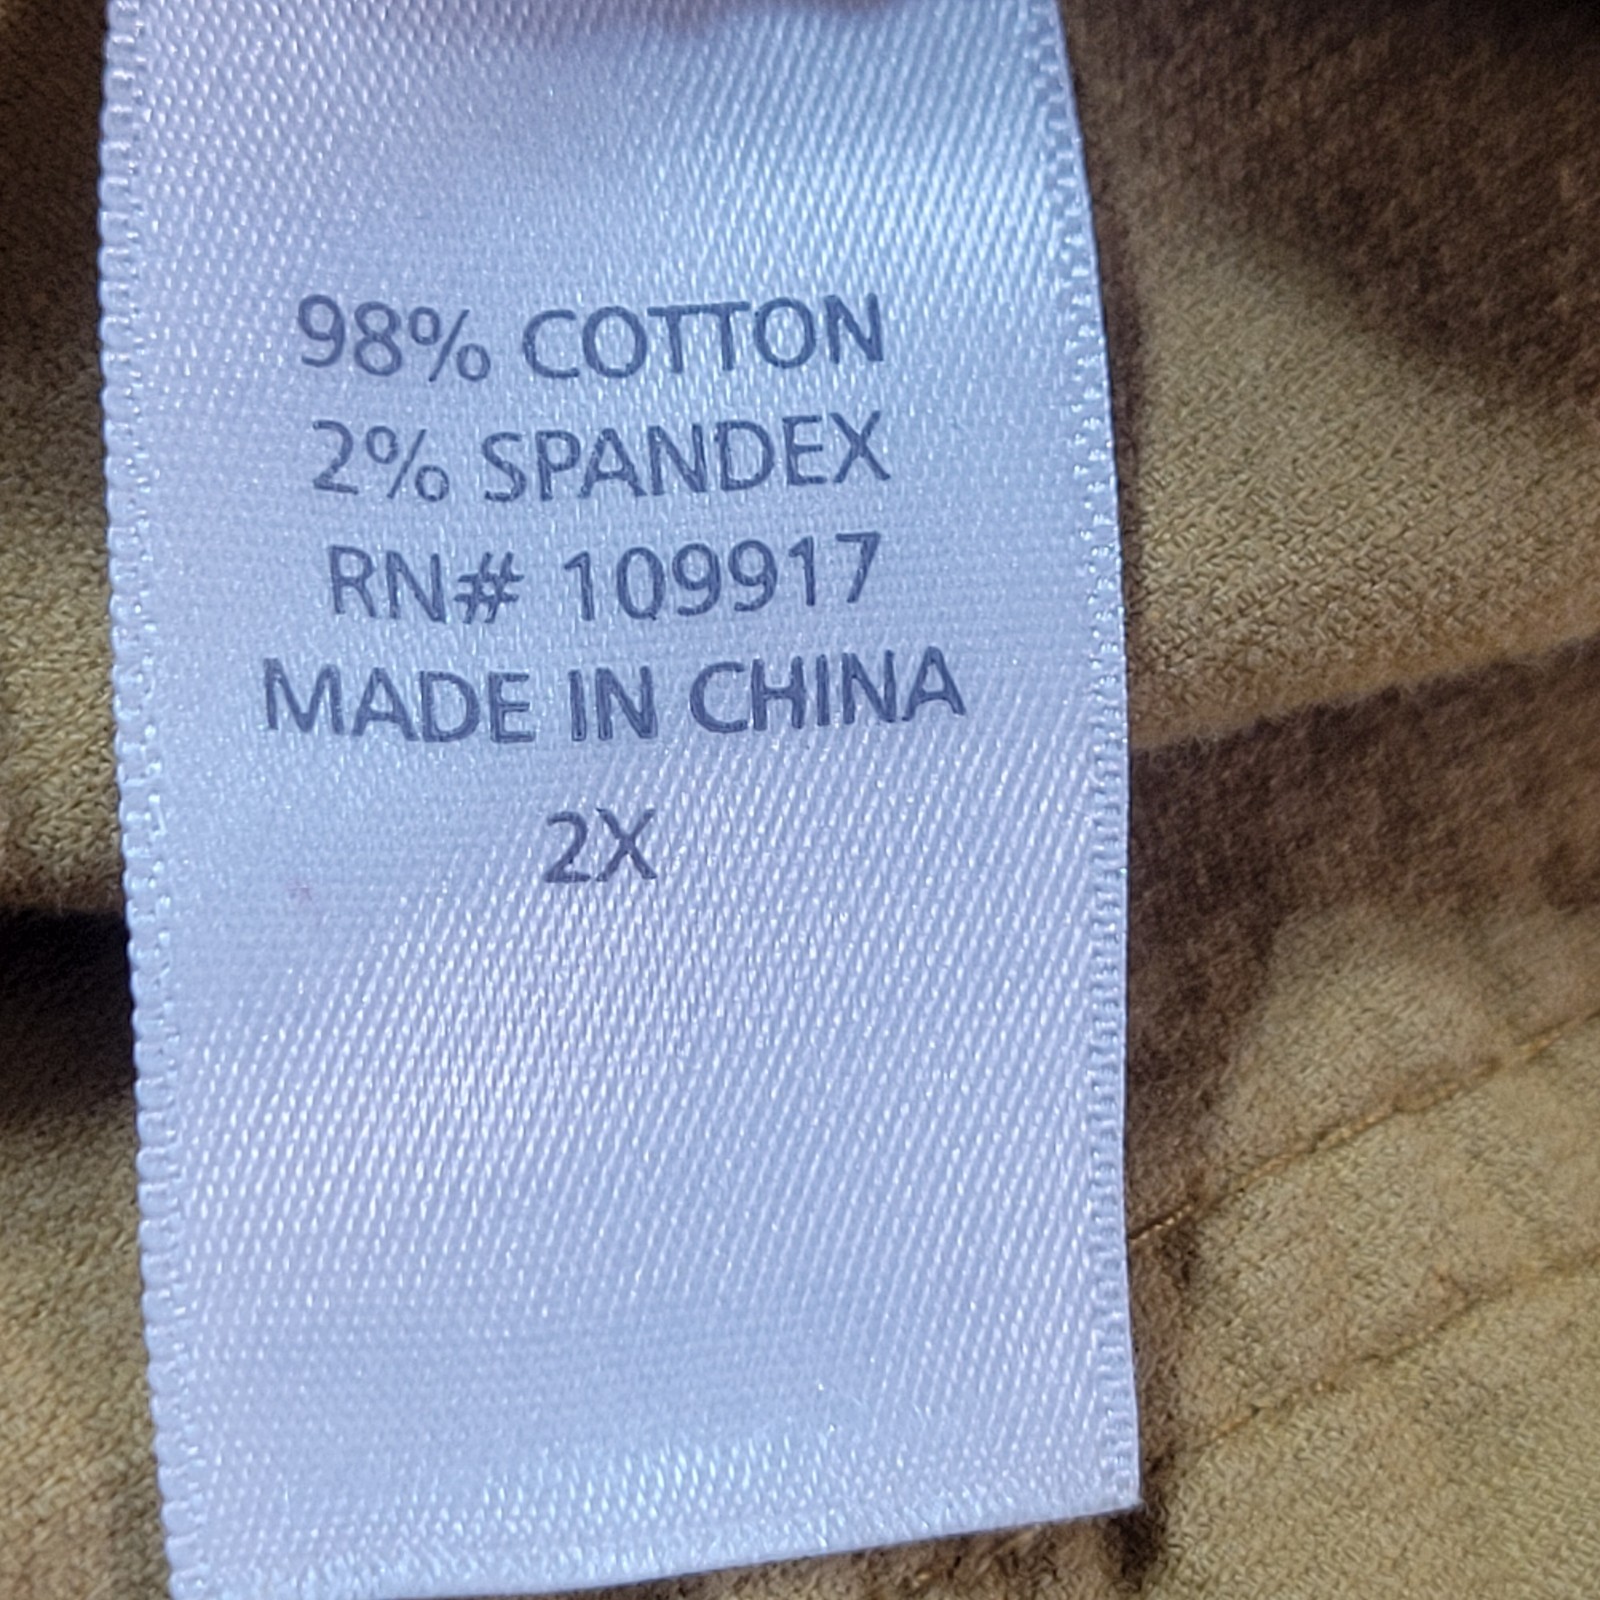 98% COTTON
2% SPANDEX
RN# 109917
MADE IN CHINA
2X